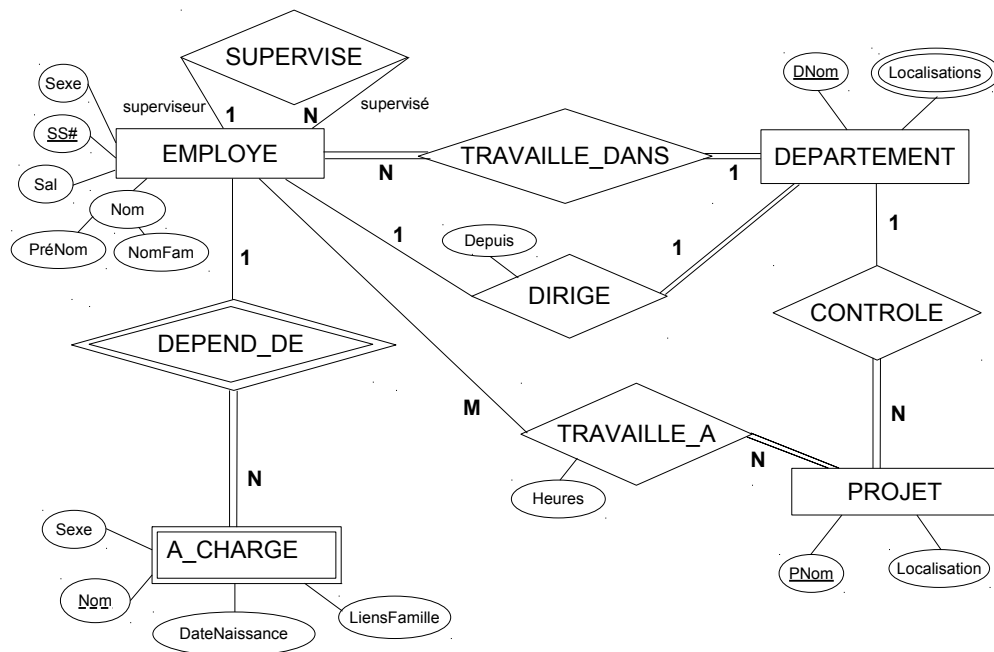 SUPERVISE
DNom
Localisations
Sexe
superviseur
1
N
supervisé
SS#
EMPLOYE
N
TRAVAILLE_DANS
1
DEPARTEMENT
Sal
Nom
PréNom
NomFam
1
1
Depuis
1
1
DIRIGE
CONTROLE
DEPEND_DE
M
TRAVAILLE_A
N
N
N
Heures
PROJET
Sexe
A_CHARGE
Nom
DateNaissance
LiensFamille
PNom
Localisation